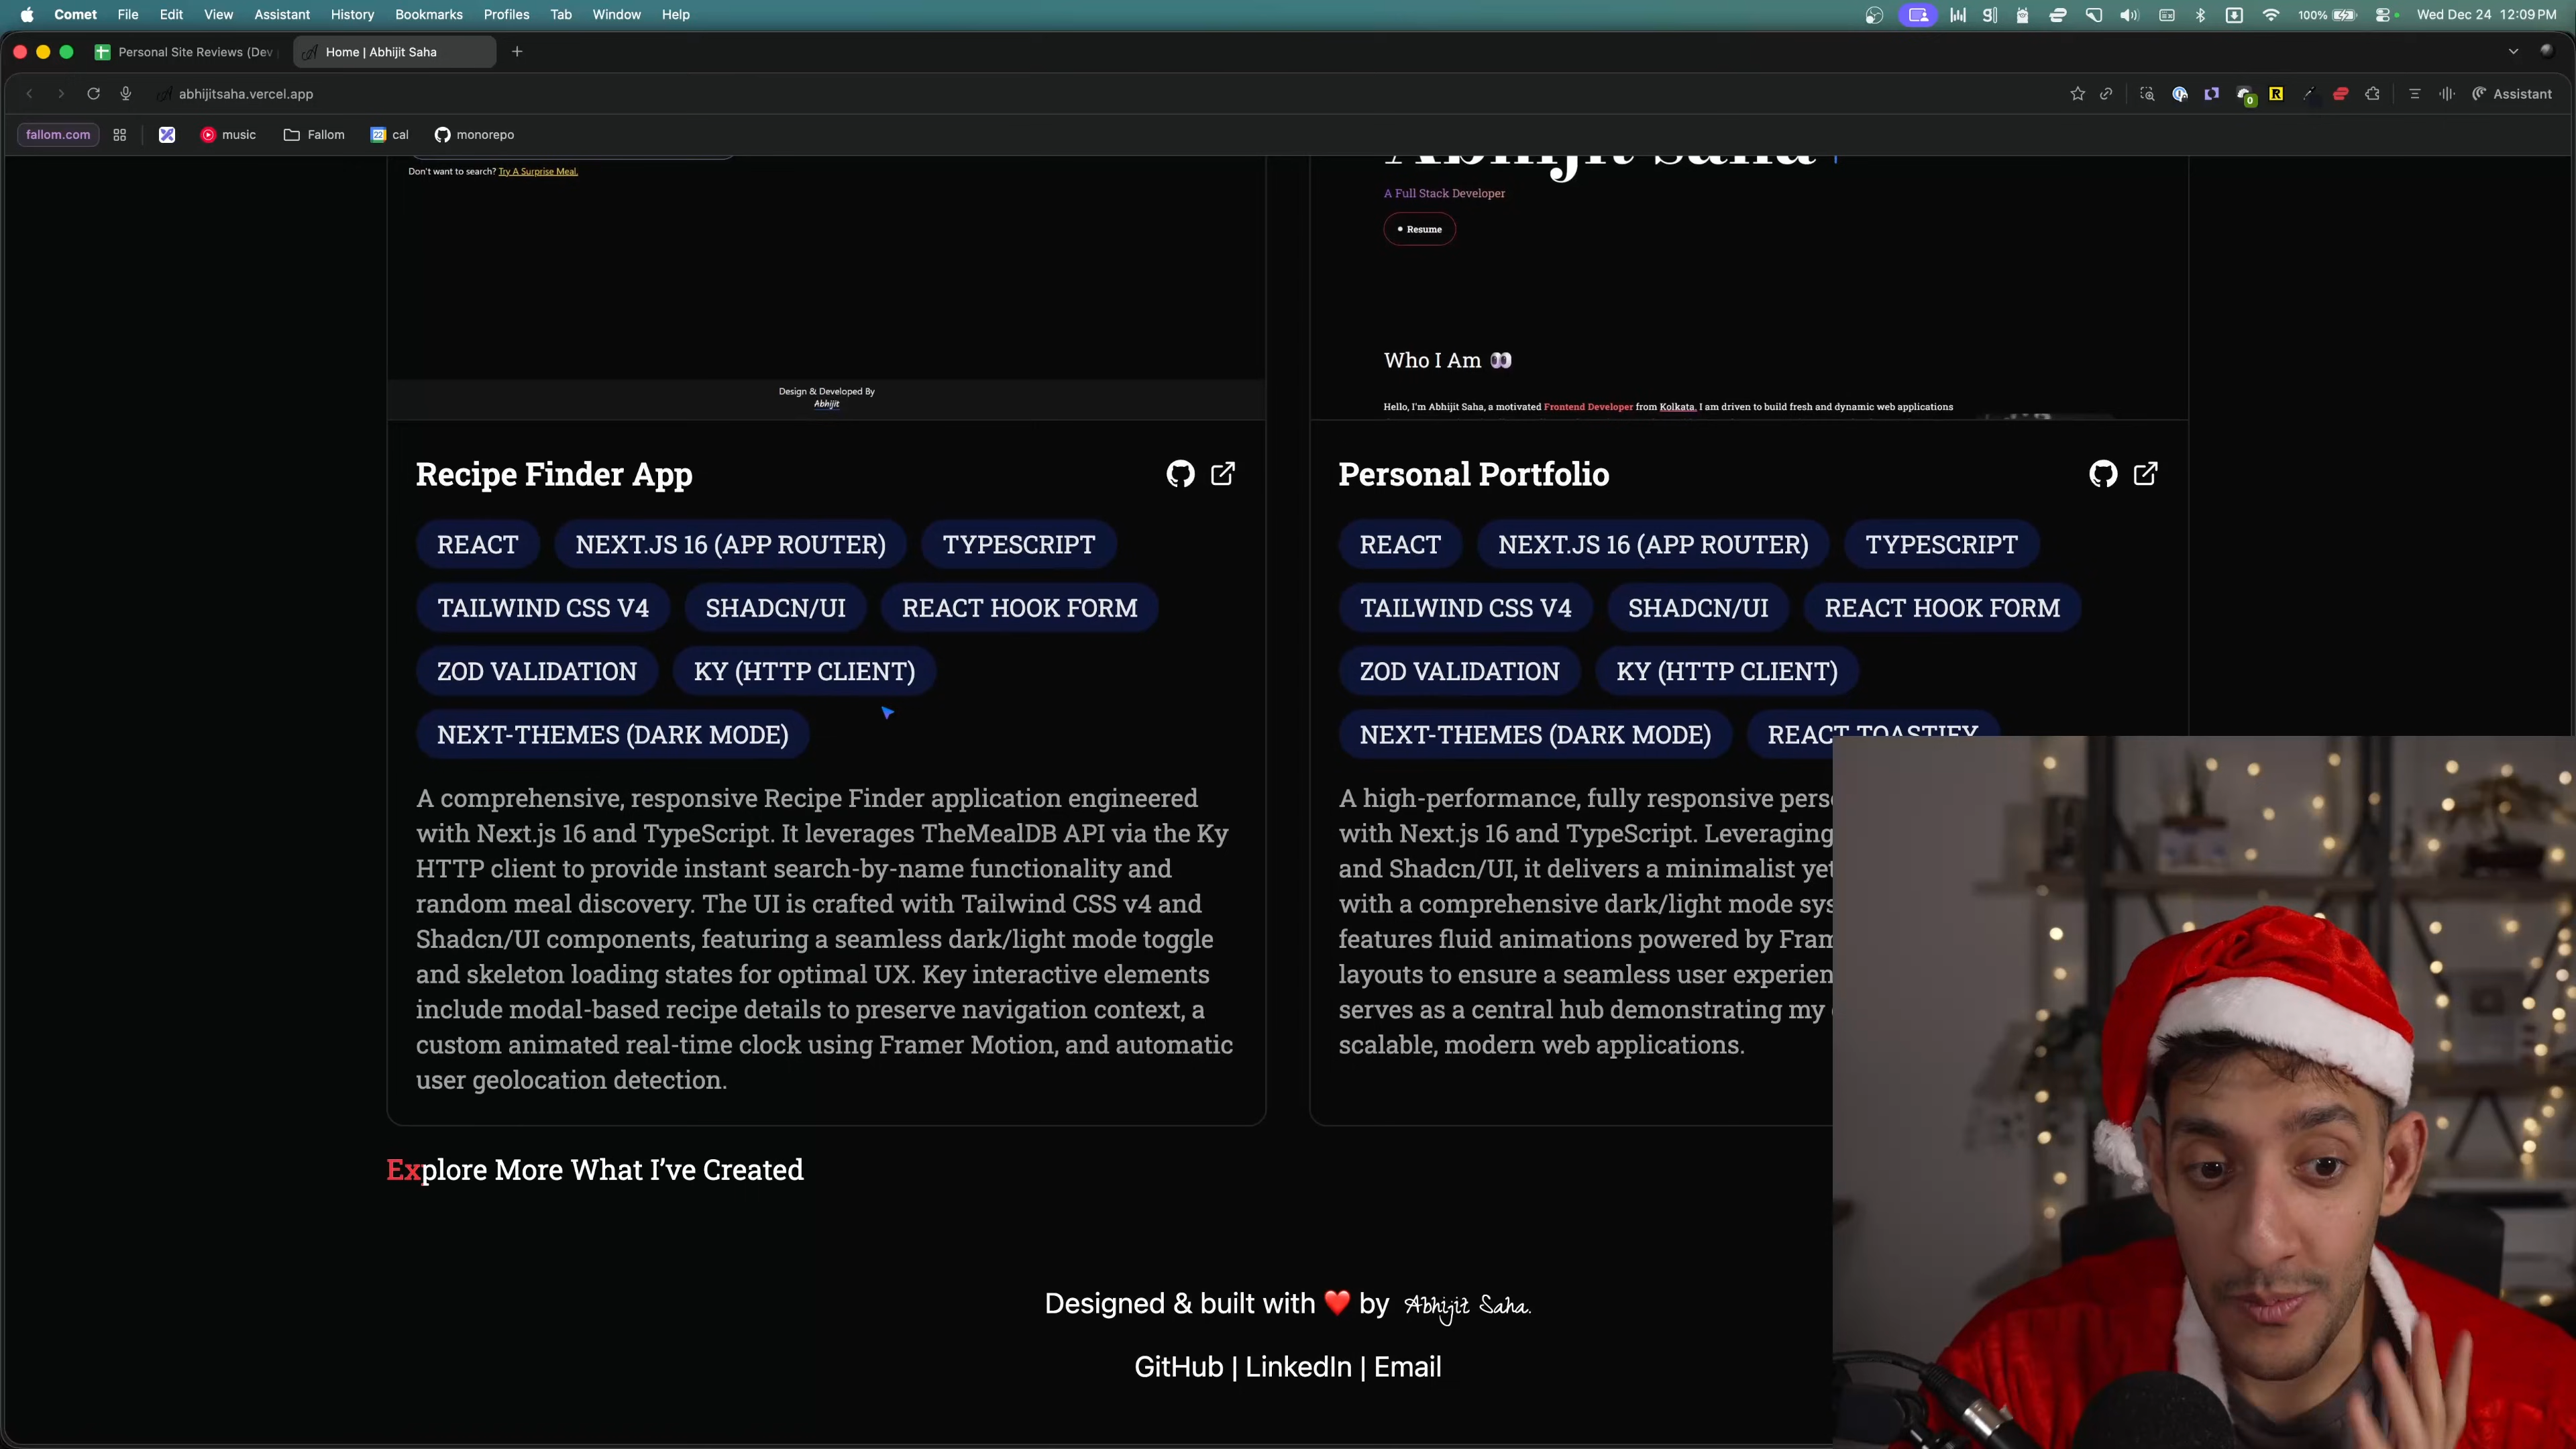 Comet File Edit View Assistant History Bookmarks Profiles Tab Window Help
100% Wed Dec 24 12:09 PM
Personal Site Reviews (Dev
Home | Abhijit Saha
abhijitsaha.vercel.app
0 R Assistant
fallom.com music Fallom 22 cal monorepo
Don't want to search? Try A Surprise Meal.
Design & Developed By
Abhijit
Abhijit Saha
A Full Stack Developer
Resume
Who I Am 👀
Hello, I'm Abhijit Saha, a motivated Frontend Developer from Kolkata. I am driven to build fresh and dynamic web applications
Recipe Finder App
REACT NEXT.JS 16 (APP ROUTER) TYPESCRIPT
TAILWIND CSS V4 SHADCN/UI REACT HOOK FORM
ZOD VALIDATION KY (HTTP CLIENT)
NEXT-THEMES (DARK MODE)
A comprehensive, responsive Recipe Finder application engineered
with Next.js 16 and TypeScript. It leverages TheMealDB API via the Ky
HTTP client to provide instant search-by-name functionality and
random meal discovery. The UI is crafted with Tailwind CSS v4 and
Shadcn/UI components, featuring a seamless dark/light mode toggle
and skeleton loading states for optimal UX. Key interactive elements
include modal-based recipe details to preserve navigation context, a
custom animated real-time clock using Framer Motion, and automatic
user geolocation detection.
Personal Portfolio
REACT NEXT.JS 16 (APP ROUTER) TYPESCRIPT
TAILWIND CSS V4 SHADCN/UI REACT HOOK FORM
ZOD VALIDATION KY (HTTP CLIENT)
NEXT-THEMES (DARK MODE) REACT TOASTIFY
A high-performance, fully responsive pers
with Next.js 16 and TypeScript. Leveraging
and Shadcn/UI, it delivers a minimalist yet
with a comprehensive dark/light mode sys
features fluid animations powered by Fram
layouts to ensure a seamless user experien
serves as a central hub demonstrating my
scalable, modern web applications.
Explore More What I've Created
Designed & built with ❤️ by Abhijit Saha.
GitHub | LinkedIn | Email